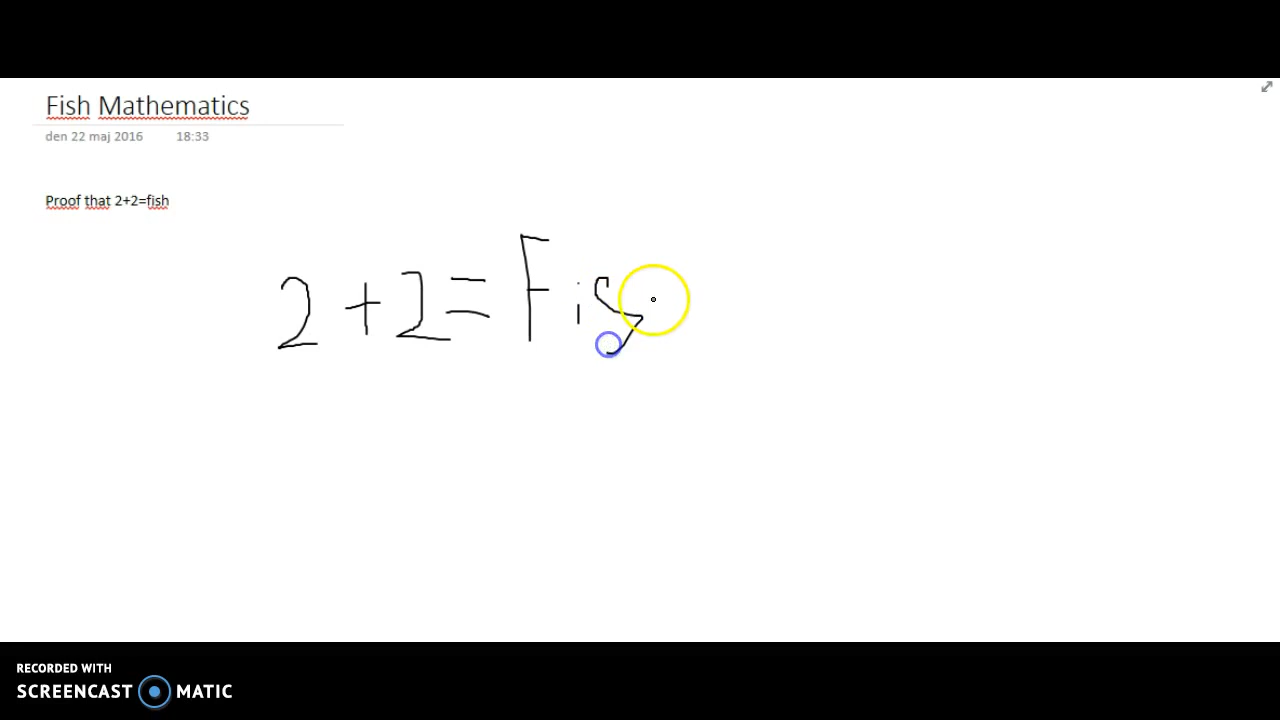 Fish Mathematics
den 22 maj 2016 18:33
Proof that 2+2=fish
2+2=Fis
RECORDED WITH
SCREENCAST MATIC